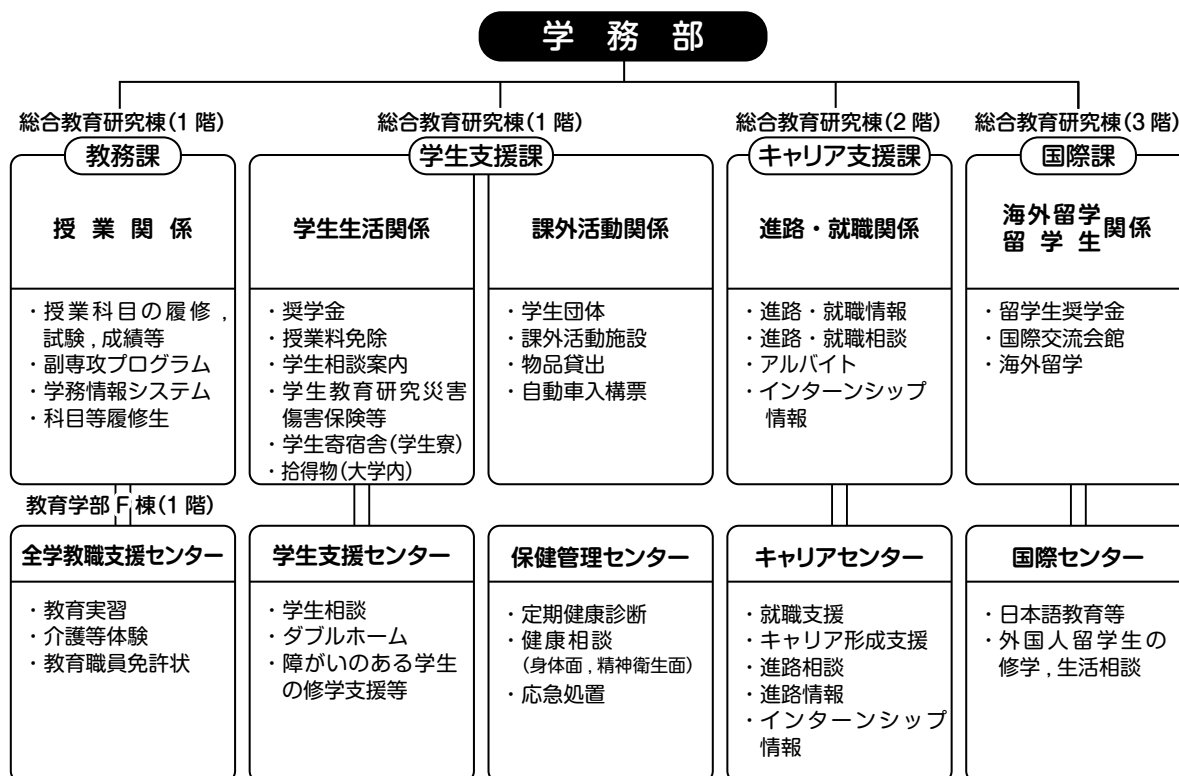 学務部
総合教育研究棟(1階)
教務課
授業関係
・授業科目の履修,
試験,成績等
・副専攻プログラム
・学務情報システム
・科目等履修生
総合教育研究棟(1階)
学生支援課
学生生活関係
・奨学金
・授業料免除
・学生相談案内
・学生教育研究災害
傷害保険等
・学生寄宿舎(学生寮)
・拾得物(大学内)
課外活動関係
・学生団体
・課外活動施設
・物品貸出
・自動車入構票
総合教育研究棟(2階)
キャリア支援課
進路・就職関係
・進路・就職情報
・進路・就職相談
・アルバイト
・インターンシップ
情報
総合教育研究棟(3階)
国際課
海外留学
留学生
関係
・留学生奨学金
・国際交流会館
・海外留学
教育学部F棟(1階)
全学教職支援センター
・教育実習
・介護等体験
・教育職員免許状
学生支援センター
・学生相談
・ダブルホーム
・障がいのある学生
の修学支援等
保健管理センター
・定期健康診断
・健康相談
(身体面,精神衛生面)
・応急処置
キャリアセンター
・就職支援
・キャリア形成支援
・進路相談
・進路情報
・インターンシップ
情報
国際センター
・日本語教育等
・外国人留学生の
修学,生活相談